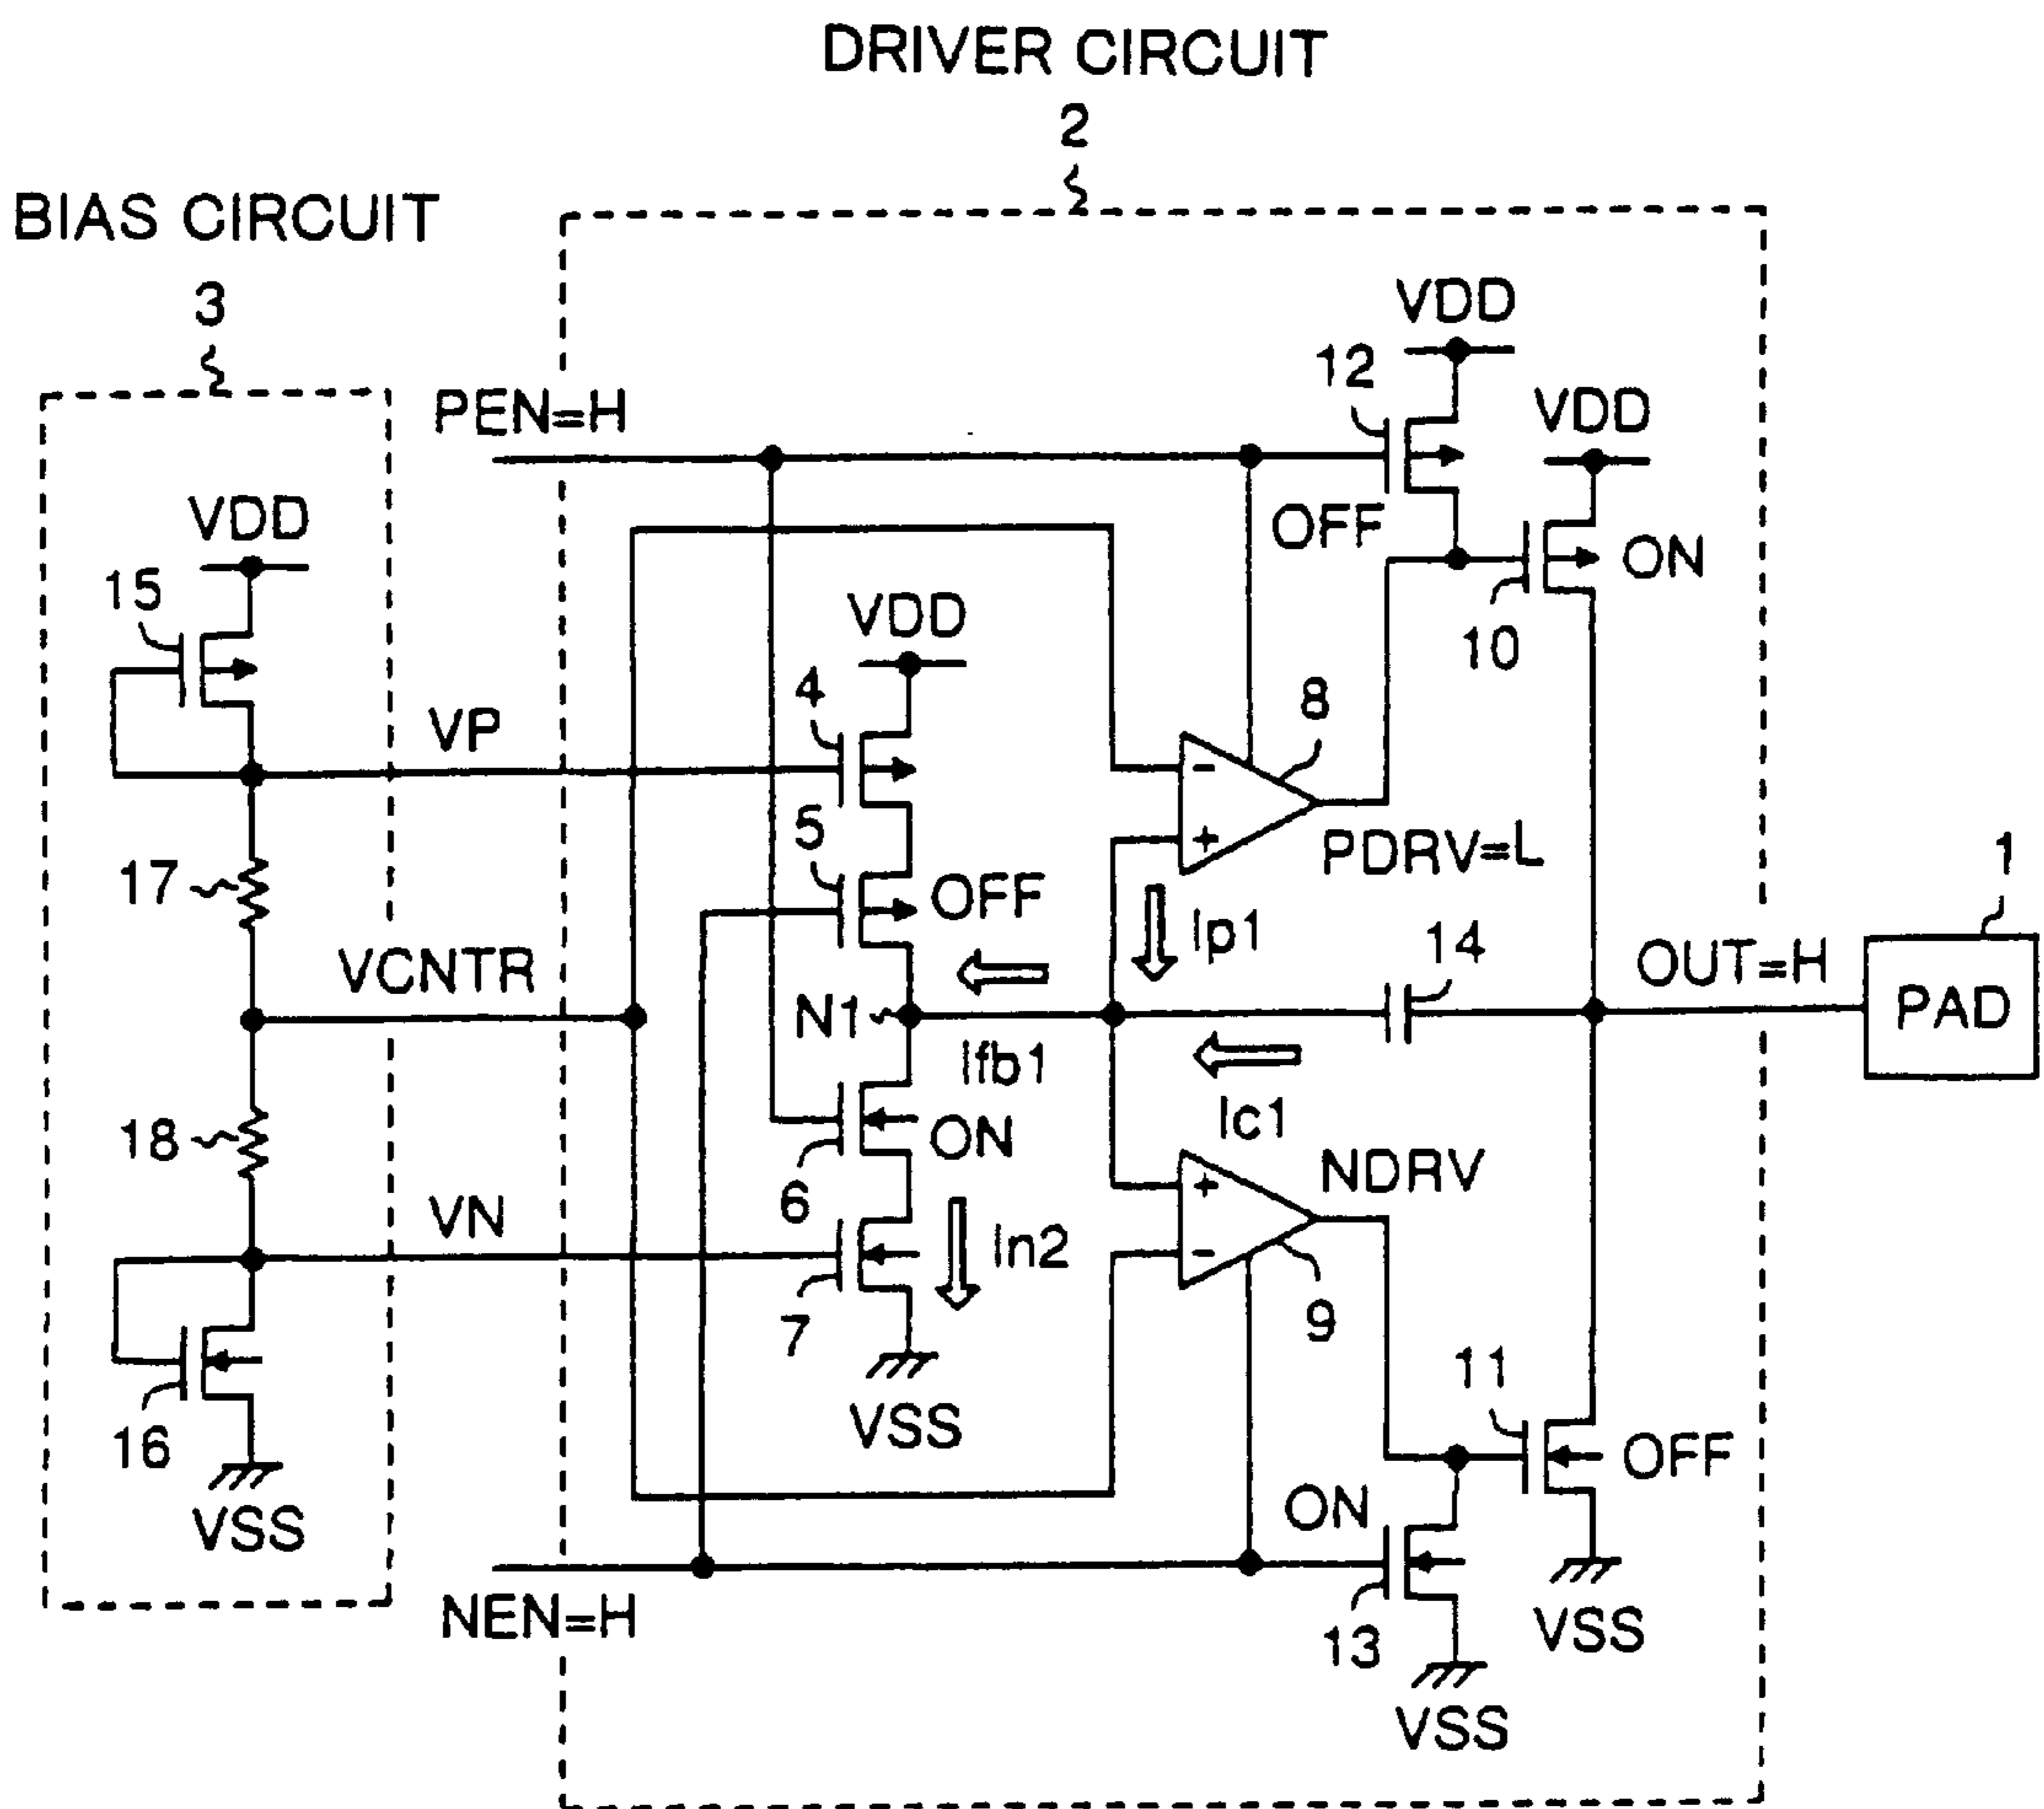 DRIVER CIRCUIT
2
BIAS CIRCUIT
3
VDD
12
PEN=H
VDD
VDD
OFF
ON
15
VDD
10
4
8
VP
5
PDRV=L
1
17
OFF
Ip1
14
VCNTR
OUT=H
PAD
N1
Ifb1
Ic1
18
ON
NDRV
6
VN
In2
7
9
11
16
VSS
OFF
VSS
ON
NEN=H
13
VSS
VSS
-
+
+
-